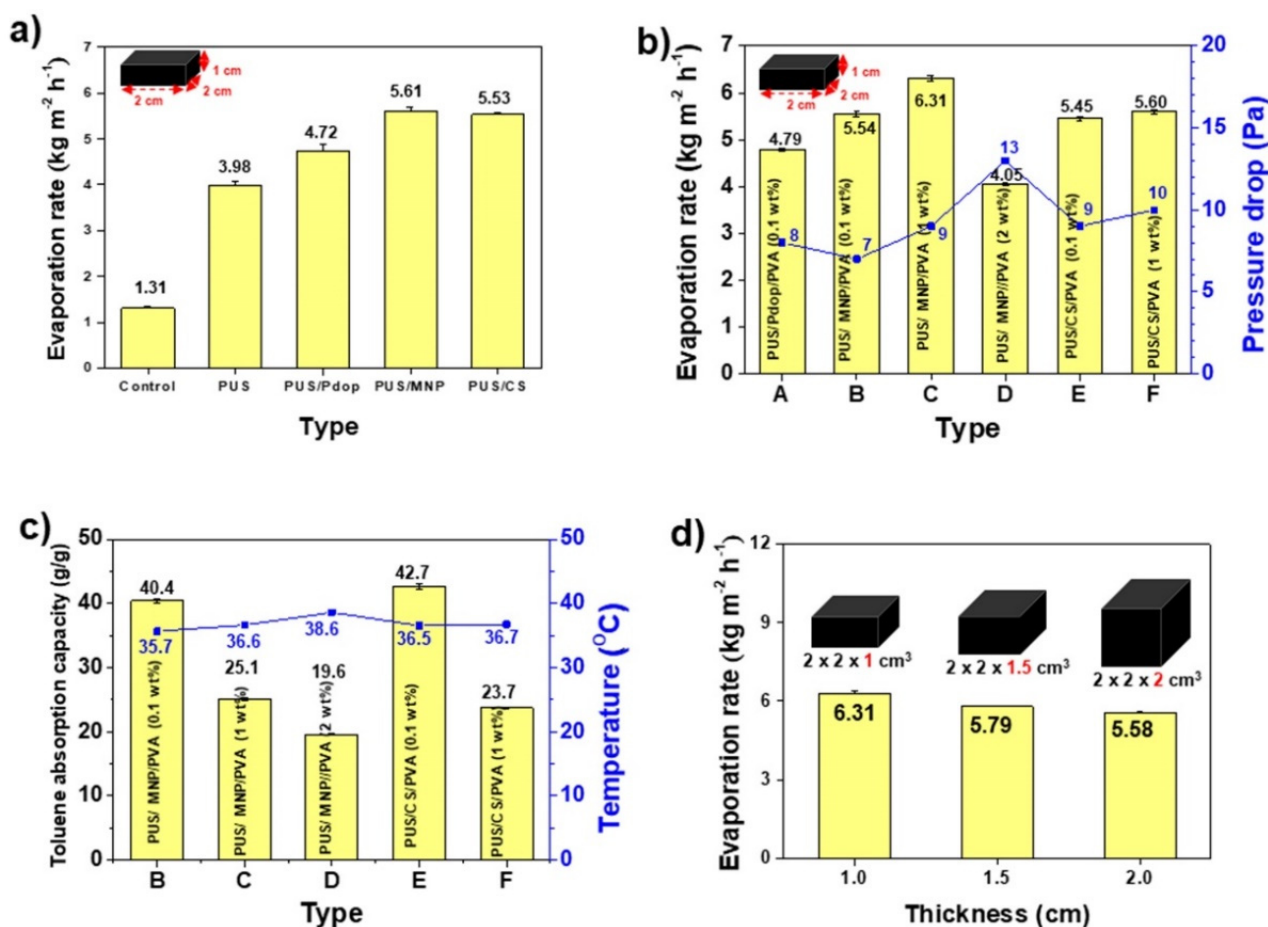 a)
Evaporation rate (kg m-2 h-1)
7
6
5
4
3
2
1
0
1 cm
2 cm
2 cm
1.31
3.98
4.72
5.61
5.53
Control
PUS
PUS/Pdop
PUS/MNP
PUS/CS
Type
b)
Evaporation rate (kg m-2 h-1)
7
6
5
4
3
2
1
0
1 cm
2 cm
2 cm
4.79
5.54
6.31
4.05
5.45
5.60
8
7
9
13
9
10
PUS/Pdop/PVA (0.1 wt%)
PUS/ MNP/PVA (0.1 wt%)
PUS/ MNP/PVA (1 wt%)
PUS/ MNP//PVA (2 wt%)
PUS/CS/PVA (0.1 wt%)
PUS/CS/PVA (1 wt%)
A
B
C
D
E
F
Type
20
15
10
5
0
Pressure drop (Pa)
c)
Toluene absorption capacity (g/g)
50
40
30
20
10
0
40.4
25.1
19.6
42.7
23.7
35.7
36.6
38.6
36.5
36.7
PUS/ MNP/PVA (0.1 wt%)
PUS/ MNP/PVA (1 wt%)
PUS/ MNP//PVA (2 wt%)
PUS/CS/PVA (0.1 wt%)
PUS/CS/PVA (1 wt%)
B
C
D
E
F
Type
50
40
30
20
10
0
Temperature (OC)
d)
Evaporation rate (kg m-2 h-1)
12
9
6
3
0
2 x 2 x 1 cm3
2 x 2 x 1.5 cm3
2 x 2 x 2 cm3
6.31
5.79
5.58
1.0
1.5
2.0
Thickness (cm)